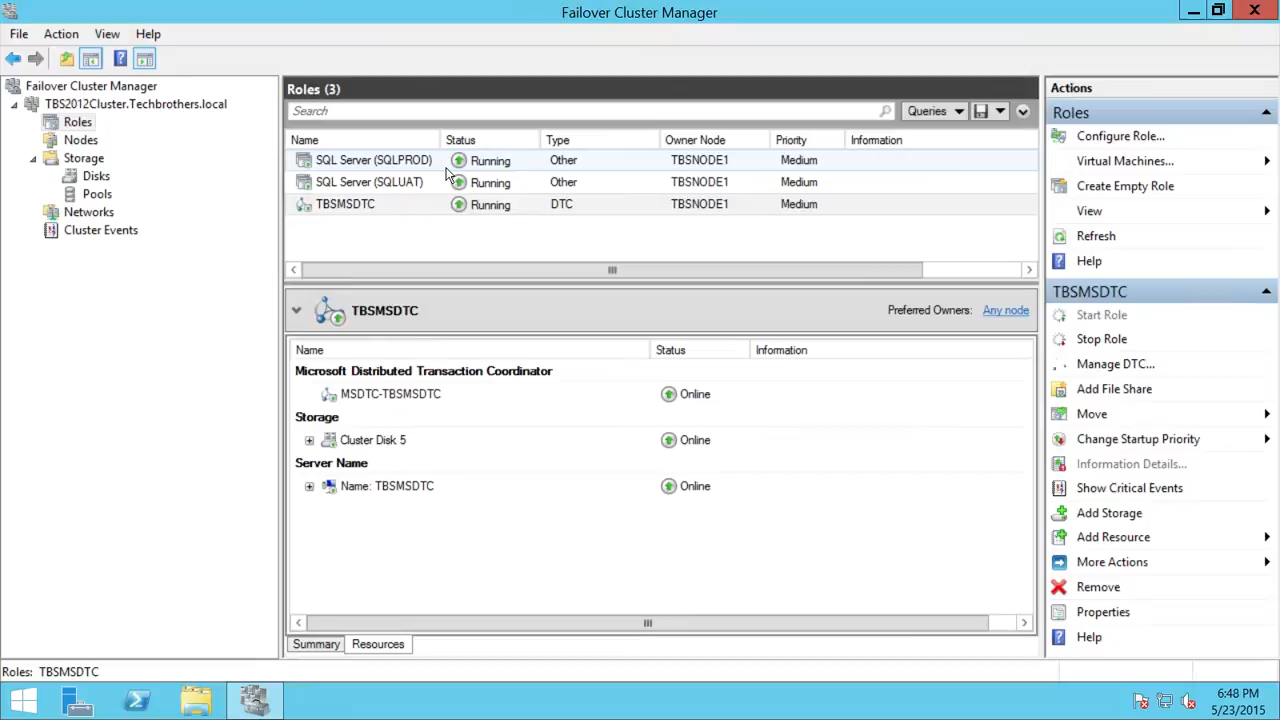 Failover Cluster Manager
File Action View Help
Failover Cluster Manager
TBS2012Cluster.Techbrothers.local
Roles
Nodes
Storage
Disks
Pools
Networks
Cluster Events
Roles (3)
Search
Queries
Name Status Type Owner Node Priority Information
SQL Server (SQLPROD) Running Other TBSNODE1 Medium
SQL Server (SQLUAT) Running Other TBSNODE1 Medium
TBSMSDTC Running DTC TBSNODE1 Medium
TBSMSDTC Preferred Owners: Any node
Name Status Information
Microsoft Distributed Transaction Coordinator
MSDTC-TBSMSDTC Online
Storage
Cluster Disk 5 Online
Server Name
Name: TBSMSDTC Online
Summary Resources
Actions
Roles
Configure Role...
Virtual Machines...
Create Empty Role
View
Refresh
Help
TBSMSDTC
Start Role
Stop Role
Manage DTC...
Add File Share
Move
Change Startup Priority
Information Details...
Show Critical Events
Add Storage
Add Resource
More Actions
Remove
Properties
Help
Roles: TBSMSDTC
6:48 PM
5/23/2015